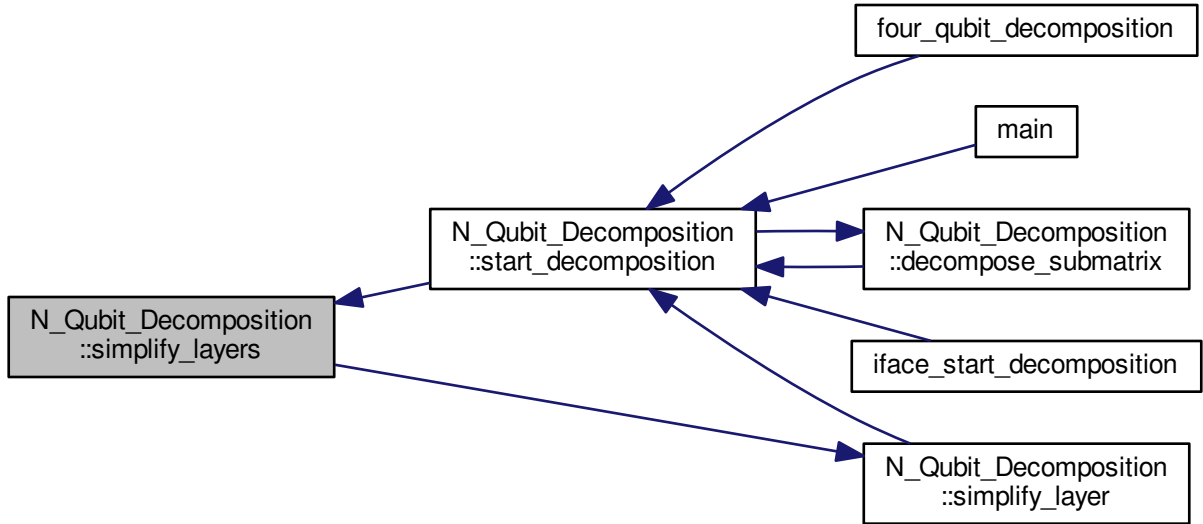 four_qubit_decomposition
main
N_Qubit_Decomposition
::start_decomposition
N_Qubit_Decomposition
::decompose_submatrix
N_Qubit_Decomposition
::simplify_layers
iface_start_decomposition
N_Qubit_Decomposition
::simplify_layer